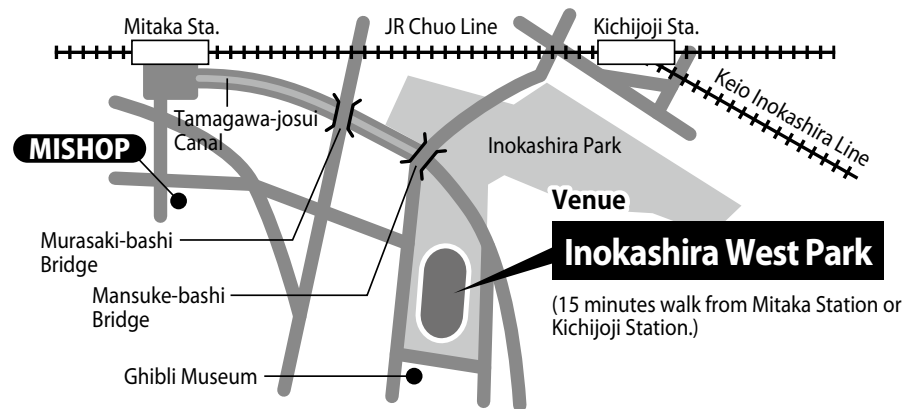 Mitaka Sta.
JR Chuo Line
Kichijoji Sta.
Keio Inokashira Line
Tamagawa-josui
Canal
MISHOP
Inokashira Park
Venue
Inokashira West Park
(15 minutes walk from Mitaka Station or
Kichijoji Station.)
Murasaki-bashi
Bridge
Mansuke-bashi
Bridge
Ghibli Museum